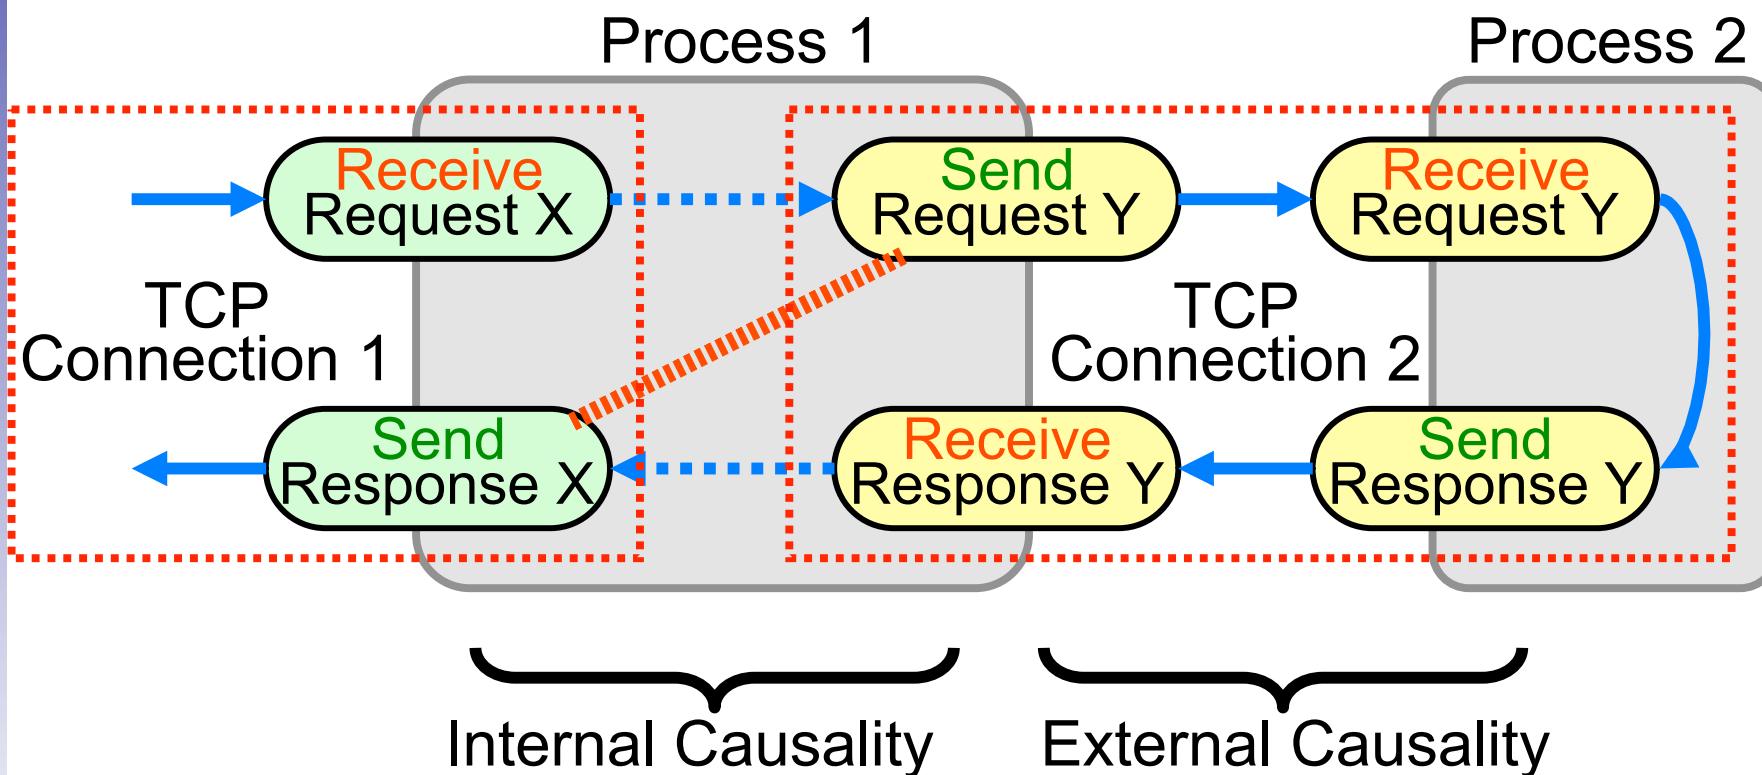 Process 1
Process 2
Receive
Request X
Send
Request Y
Receive
Request Y
TCP
Connection 1
TCP
Connection 2
Send
Response X
Receive
Response Y
Send
Response Y
Internal Causality
External Causality